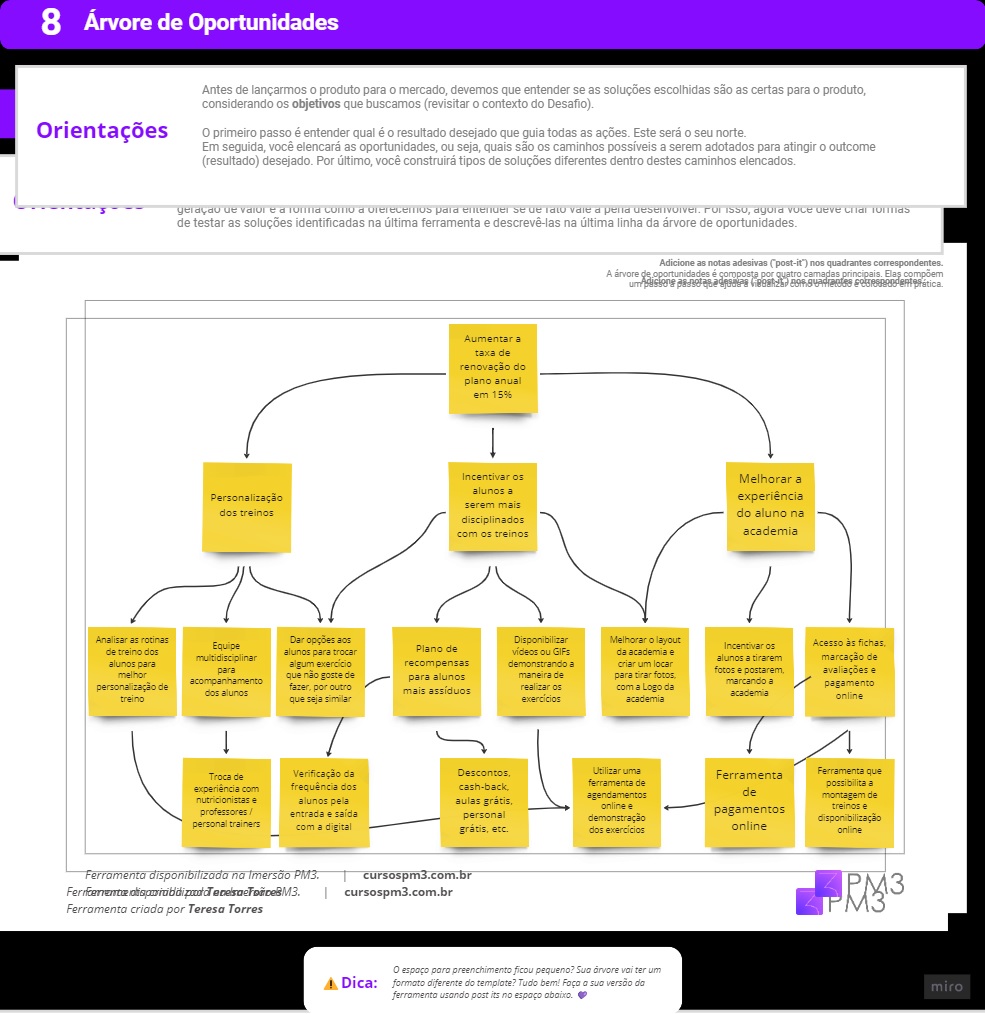 8 Árvore de Oportunidades
Orientações
Antes de lançarmos o produto para o mercado, devemos que entender se as soluções escolhidas são as certas para o produto,
considerando os objetivos que buscamos (revisitar o contexto do Desafio).
O primeiro passo é entender qual é o resultado desejado que guia todas as ações. Este será o seu norte.
Em seguida, você elencará as oportunidades, ou seja, quais são os caminhos possíveis a serem adotados para atingir o outcome
(resultado) desejado. Por último, você construirá tipos de soluções diferentes dentro destes caminhos elencados.
geração de valor e a forma como a oferecemos para entender se de fato vale a pena desenvolver. Por isso, agora você deve criar formas
de testar as soluções identificadas na última ferramenta e descrevê-las na última linha da árvore de oportunidades.
Adicione as notas adesivas ("post-it") nos quadrantes correspondentes.
A árvore de oportunidades é composta por quatro camadas principais. Elas compõem
Adicione as notas adesivas ("post-it") nos quadrantes correspondentes.
um passo a passo que ajuda a visualizar como o método é colocado em prática.
Aumentar a
taxa de
renovação do
plano anual
em 15%
Personalização
dos treinos
Incentivar os
alunos a
serem mais
disciplinados
com os treinos
Melhorar a
experiência
do aluno na
academia
Analisar as rotinas
de treino dos
alunos para
melhor
personalização de
treino
Equipe
multidisciplinar
para
acompanhamento
dos alunos
Dar opções aos
alunos para trocar
algum exercício
que não goste de
fazer, por outro
que seja similar
Plano de
recompensas
para alunos
mais assíduos
Disponibilizar
vídeos ou GIFs
demonstrando a
maneira de
realizar os
exercícios
Melhorar o layout
da academia e
criar um locar
para tirar fotos,
com a Logo da
academia
Incentivar os
alunos a tirarem
fotos e postarem,
marcando a
academia
Acesso às fichas,
marcação de
avaliações e
pagamento
online
Troca de
experiência com
nutricionistas e
professores /
personal trainers
Verificação da
frequência dos
alunos pela
entrada e saída
com a digital
Descontos,
cash-back,
aulas grátis,
personal
grátis, etc.
Utilizar uma
ferramenta de
agendamentos
online e
demonstração
dos exercícios
Ferramenta
de
pagamentos
online
Ferramenta que
possibilita a
montagem de
treinos e
disponibilização
online
Ferramenta disponibilizada na Imersão PM3. | cursospm3.com.br
Ferramenta criada por Teresa Torres
Ferramenta disponibilizada na Imersão PM3. | cursospm3.com.br
Ferramenta criada por Teresa Torres
PM3
PM3
Dica:
O espaço para preenchimento ficou pequeno? Sua árvore vai ter um
formato diferente do template? Tudo bem! Faça a sua versão da
ferramenta usando post its no espaço abaixo.
miro